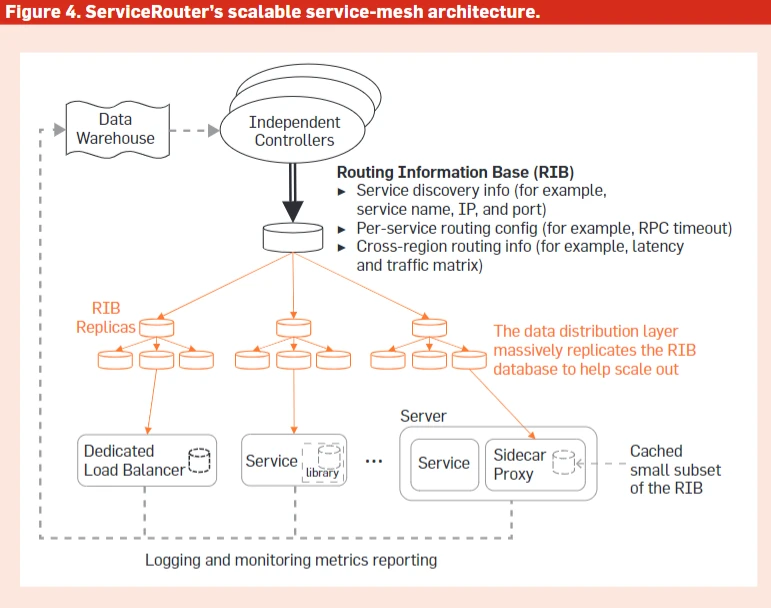 Figure 4. ServiceRouter's scalable service-mesh architecture.
Data
Warehouse
Independent
Controllers
Routing Information Base (RIB)
► Service discovery info (for example,
service name, IP, and port)
► Per-service routing config (for example, RPC timeout)
► Cross-region routing info (for example, latency
and traffic matrix)
RIB
Replicas
The data distribution layer
massively replicates the RIB
database to help scale out
Server
Dedicated
Load Balancer
Service
library
...
Service
Sidecar
Proxy
Cached
small subset
of the RIB
Logging and monitoring metrics reporting